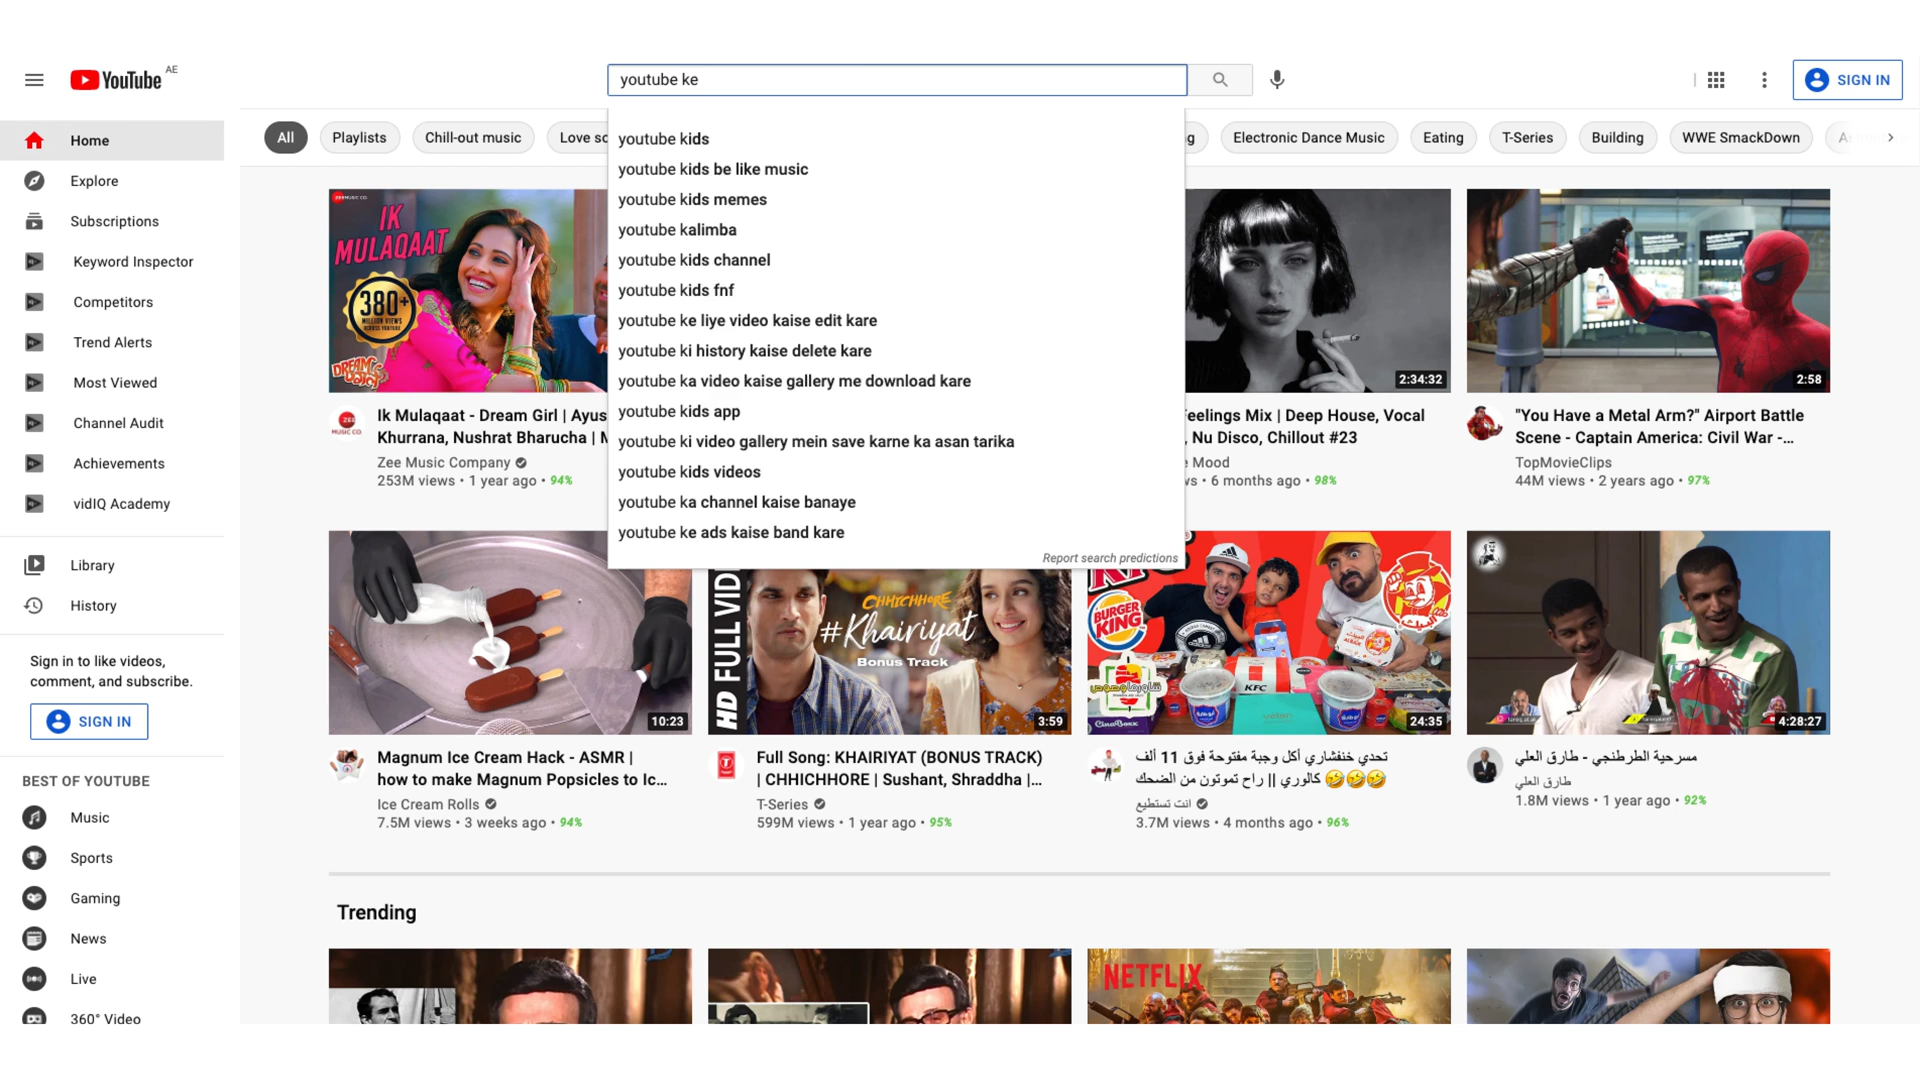 YouTube AE
youtube ke
SIGN IN
Home
Explore
Subscriptions
Keyword Inspector
Competitors
Trend Alerts
Most Viewed
Channel Audit
Achievements
vidIQ Academy
Library
History
Sign in to like videos,
comment, and subscribe.
SIGN IN
BEST OF YOUTUBE
Music
Sports
Gaming
News
Live
360° Video
All
Playlists
Chill-out music
Love sc
g
Electronic Dance Music
Eating
T-Series
Building
WWE SmackDown
youtube kids
youtube kids be like music
youtube kids memes
youtube kalimba
youtube kids channel
youtube kids fnf
youtube ke liye video kaise edit kare
youtube ki history kaise delete kare
youtube ka video kaise gallery me download kare
youtube kids app
youtube ki video gallery mein save karne ka asan tarika
youtube kids videos
youtube ka channel kaise banaye
youtube ke ads kaise band kare
Report search predictions
ZEE MUSIC CO.
IK
MULAQAAT
380+
MILLION VIEWS
ACROSS YOUTUBE
DREAM
ZEE
MUSIC CO.
Ik Mulaqaat - Dream Girl | Ayus
Khurrana, Nushrat Bharucha | M
Zee Music Company
253M views • 1 year ago • 94%
2:34:32
eelings Mix | Deep House, Vocal
, Nu Disco, Chillout #23
e Mood
ws • 6 months ago • 98%
2:58
"You Have a Metal Arm?" Airport Battle
Scene - Captain America: Civil War -...
TopMovieClips
44M views • 2 years ago • 97%
10:23
Magnum Ice Cream Hack - ASMR |
how to make Magnum Popsicles to Ic...
Ice Cream Rolls
7.5M views • 3 weeks ago • 94%
HD FULL VID
CHHICHHORE
#Khairiyat
Bonus Track
3:59
Full Song: KHAIRIYAT (BONUS TRACK)
| CHHICHHORE | Sushant, Shraddha |...
T-Series
599M views • 1 year ago • 95%
BURGER
KING
KFC
24:35
تحدي خنفشاري أكل وجبة مفتوحة فوق 11 ألف
كالوري || راح تموتون من الضحك 🤣🤣🤣
انت تستطيع
3.7M views • 4 months ago • 96%
4:28:27
مسرحية الطرطنجي - طارق العلي
طارق العلي
1.8M views • 1 year ago • 92%
Trending
NETFLIX